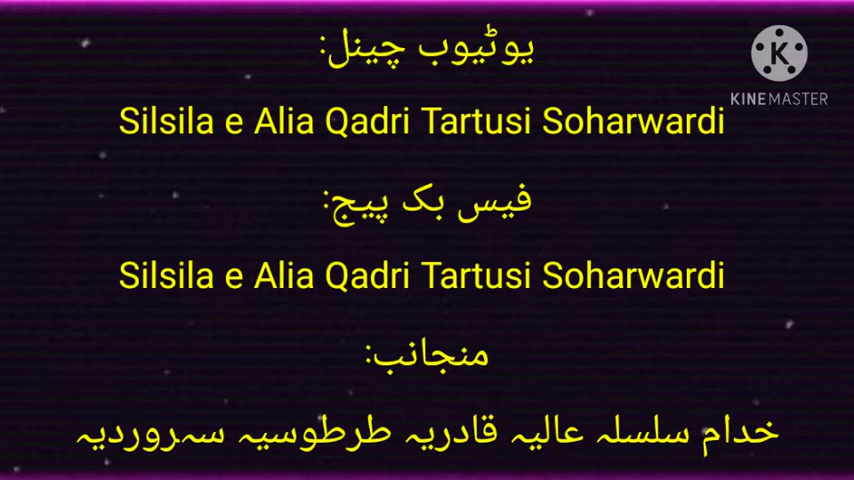 یوٹیوب چینل:
KINEMASTER
Silsila e Alia Qadri Tartusi Soharwardi
فیس بک پیج:
Silsila e Alia Qadri Tartusi Soharwardi
منجانب:
خدام سلسلہ عالیہ قادریہ طرطوسیہ سہروردیہ